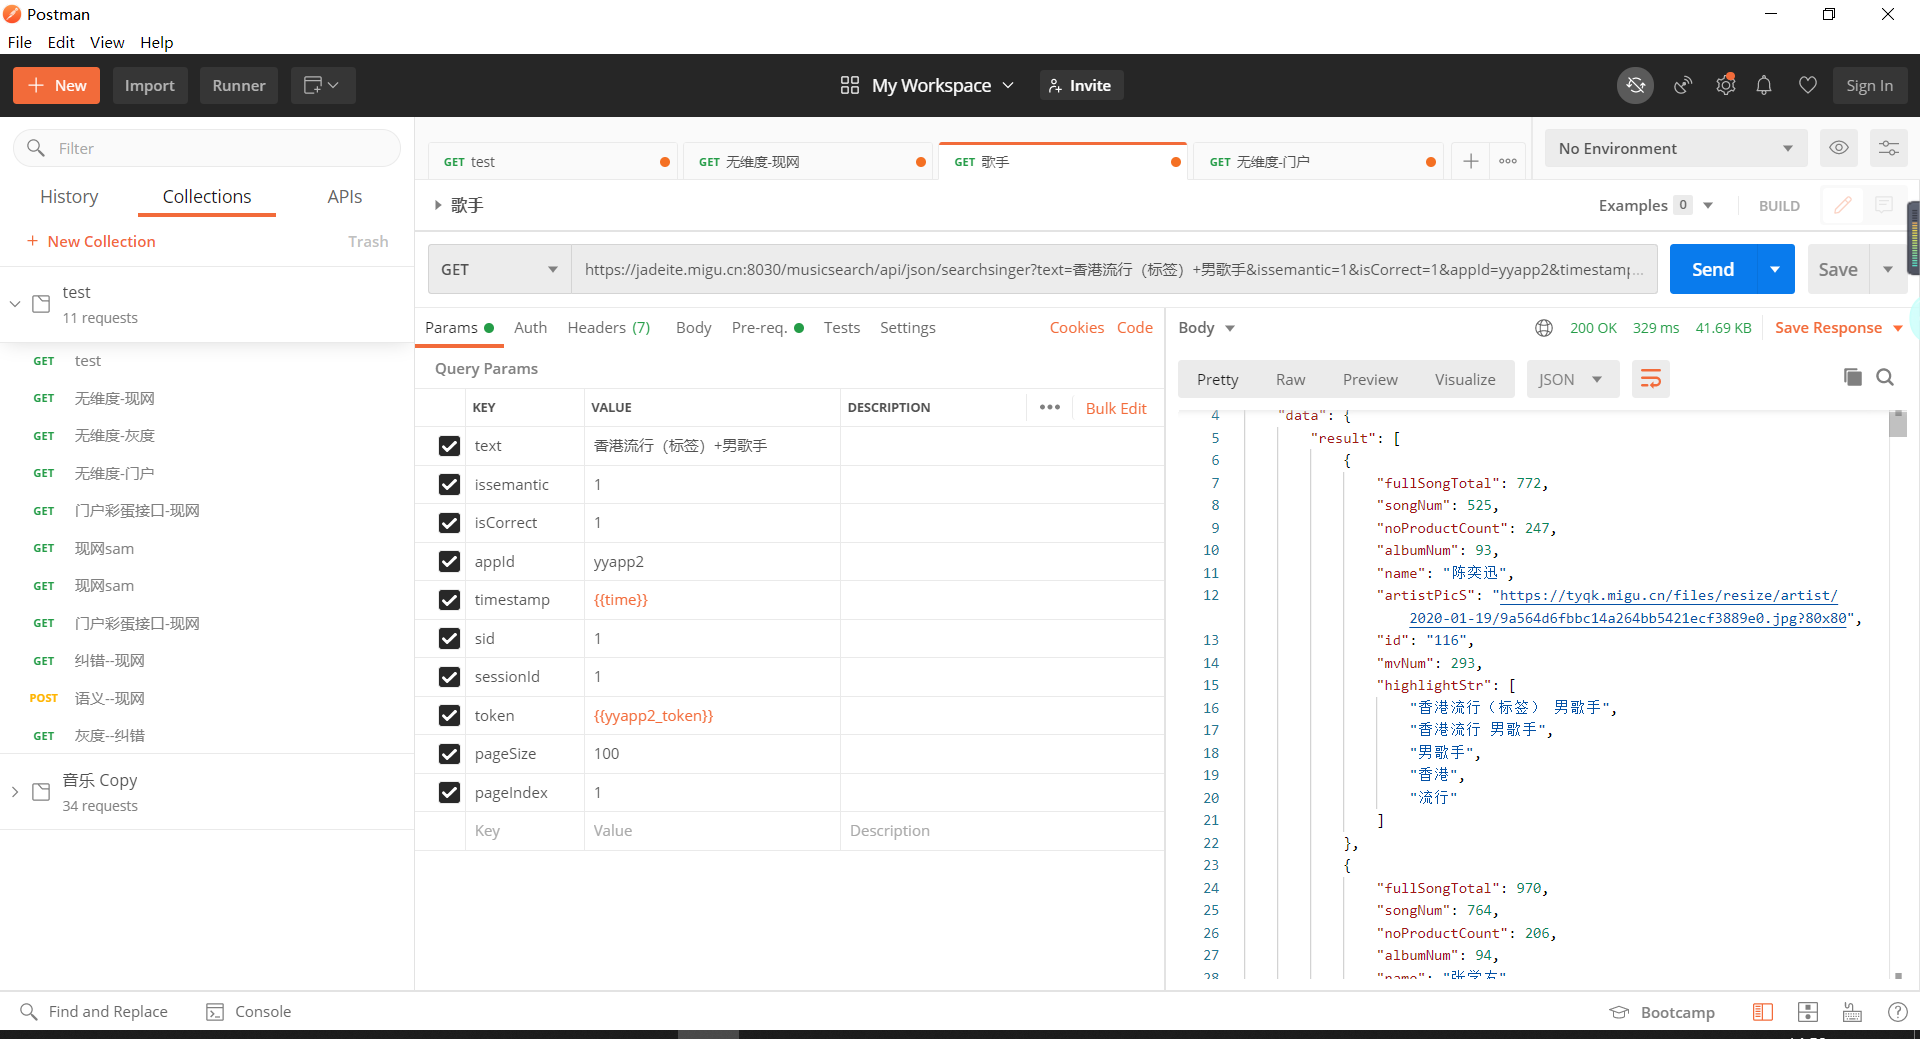 Postman
File Edit View Help
New Import Runner My Workspace Invite Sign In
Filter
History Collections APIs
+ New Collection Trash
test
11 requests
GET test
GET 无维度-现网
GET 无维度-灰度
GET 无维度-门户
GET 门户彩蛋接口-现网
GET 现网sam
GET 现网sam
GET 门户彩蛋接口-现网
GET 纠错--现网
POST 语义--现网
GET 灰度--纠错
音乐 Copy
34 requests
GET test GET 无维度-现网 GET 歌手 GET 无维度-门户 No Environment
歌手 Examples 0 BUILD
GET https://jadeite.migu.cn:8030/musicsearch/api/json/searchsinger?text=香港流行（标签）+男歌手&issemantic=1&isCorrect=1&appId=yyapp2&timestamp... Send Save
Params Auth Headers (7) Body Pre-req. Tests Settings Cookies Code
Query Params
KEY VALUE DESCRIPTION ••• Bulk Edit
text 香港流行（标签）+男歌手
issemantic 1
isCorrect 1
appId yyapp2
timestamp {{time}}
sid 1
sessionId 1
token {{yyapp2_token}}
pageSize 100
pageIndex 1
Key Value Description
Body 200 OK 329 ms 41.69 KB Save Response
Pretty Raw Preview Visualize JSON
4 "data": {
5 "result": [
6 {
7 "fullSongTotal": 772,
8 "songNum": 525,
9 "noProductCount": 247,
10 "albumNum": 93,
11 "name": "陈奕迅",
12 "artistPicS": "https://tyqk.migu.cn/files/resize/artist/
2020-01-19/9a564d6fbbc14a264bb5421ecf3889e0.jpg?80x80",
13 "id": "116",
14 "mvNum": 293,
15 "highlightStr": [
16 "香港流行（标签） 男歌手",
17 "香港流行 男歌手",
18 "男歌手",
19 "香港",
20 "流行"
21 ]
22 },
23 {
24 "fullSongTotal": 970,
25 "songNum": 764,
26 "noProductCount": 206,
27 "albumNum": 94,
28 "name": "张学友"
Find and Replace Console Bootcamp